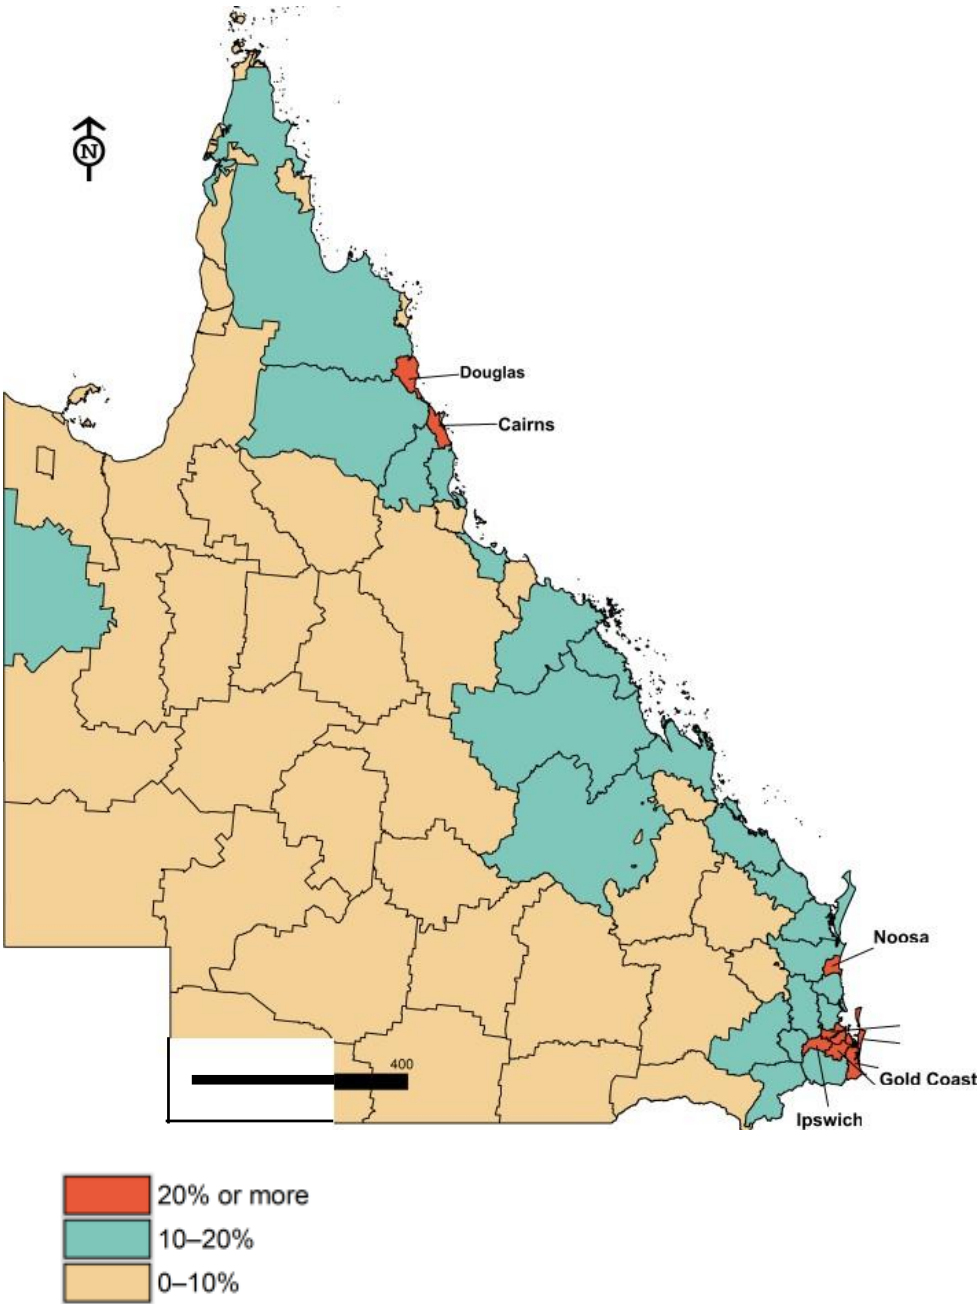 N
Douglas
Cairns
Noosa
400
Gold Coast
Ipswich
20% or more
10–20%
0–10%